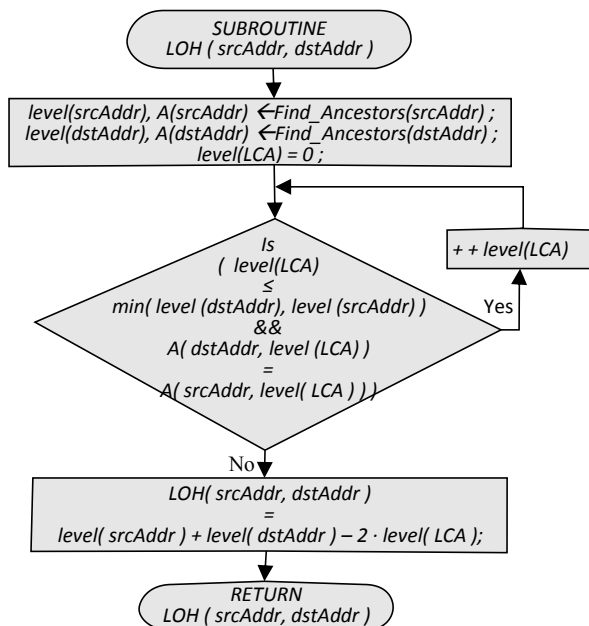 SUBROUTINE
LOH ( srcAddr, dstAddr )
level(srcAddr), A(srcAddr) ←Find_Ancestors(srcAddr) ;
level(dstAddr), A(dstAddr) ←Find_Ancestors(dstAddr) ;
level(LCA) = 0 ;
Is
( level(LCA)
≤
min( level (dstAddr), level (srcAddr) )
&&
A( dstAddr, level (LCA) )
=
A( srcAddr, level( LCA ) ) )
+ + level(LCA)
Yes
No
LOH( srcAddr, dstAddr )
=
level( srcAddr ) + level( dstAddr ) – 2 · level( LCA );
RETURN
LOH ( srcAddr, dstAddr )